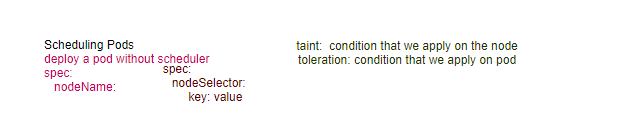 Scheduling Pods
deploy a pod without scheduler
spec:
nodeName:
spec:
nodeSelector:
key: value
taint:  condition that we apply on the node
toleration: condition that we apply on pod